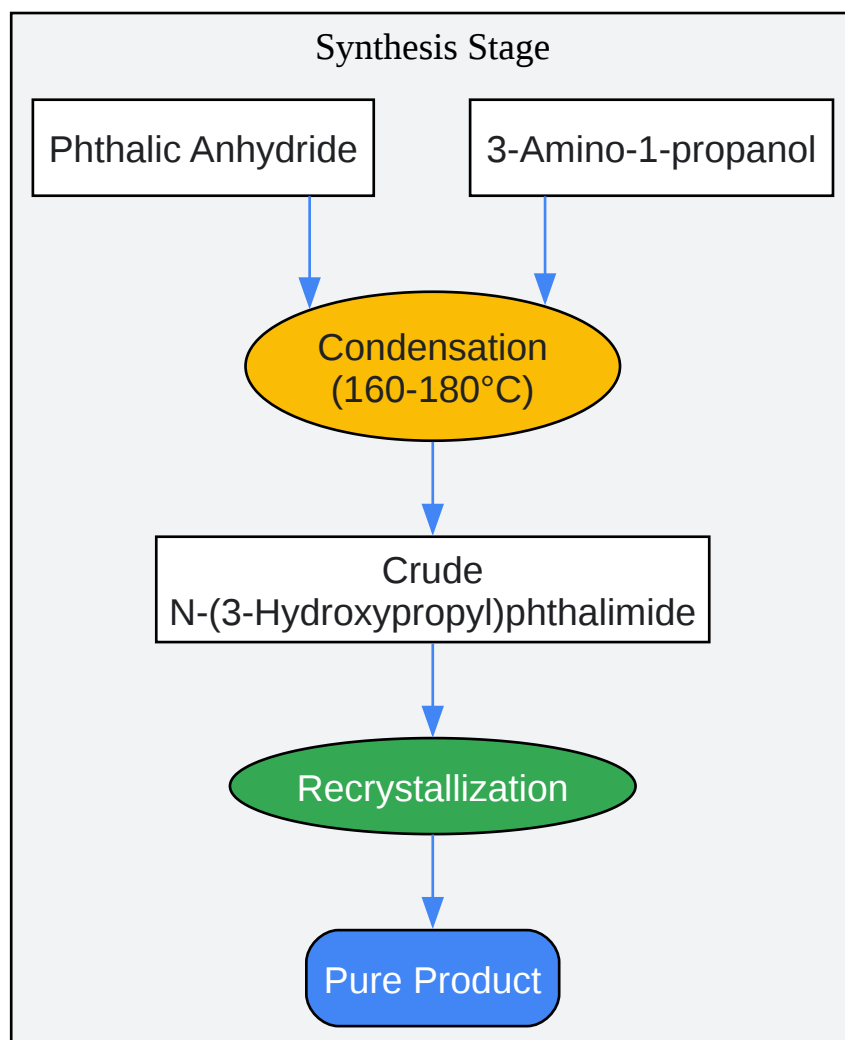 Synthesis Stage
Phthalic Anhydride
3-Amino-1-propanol
Condensation
(160-180°C)
Crude
N-(3-Hydroxypropyl)phthalimide
Recrystallization
Pure Product